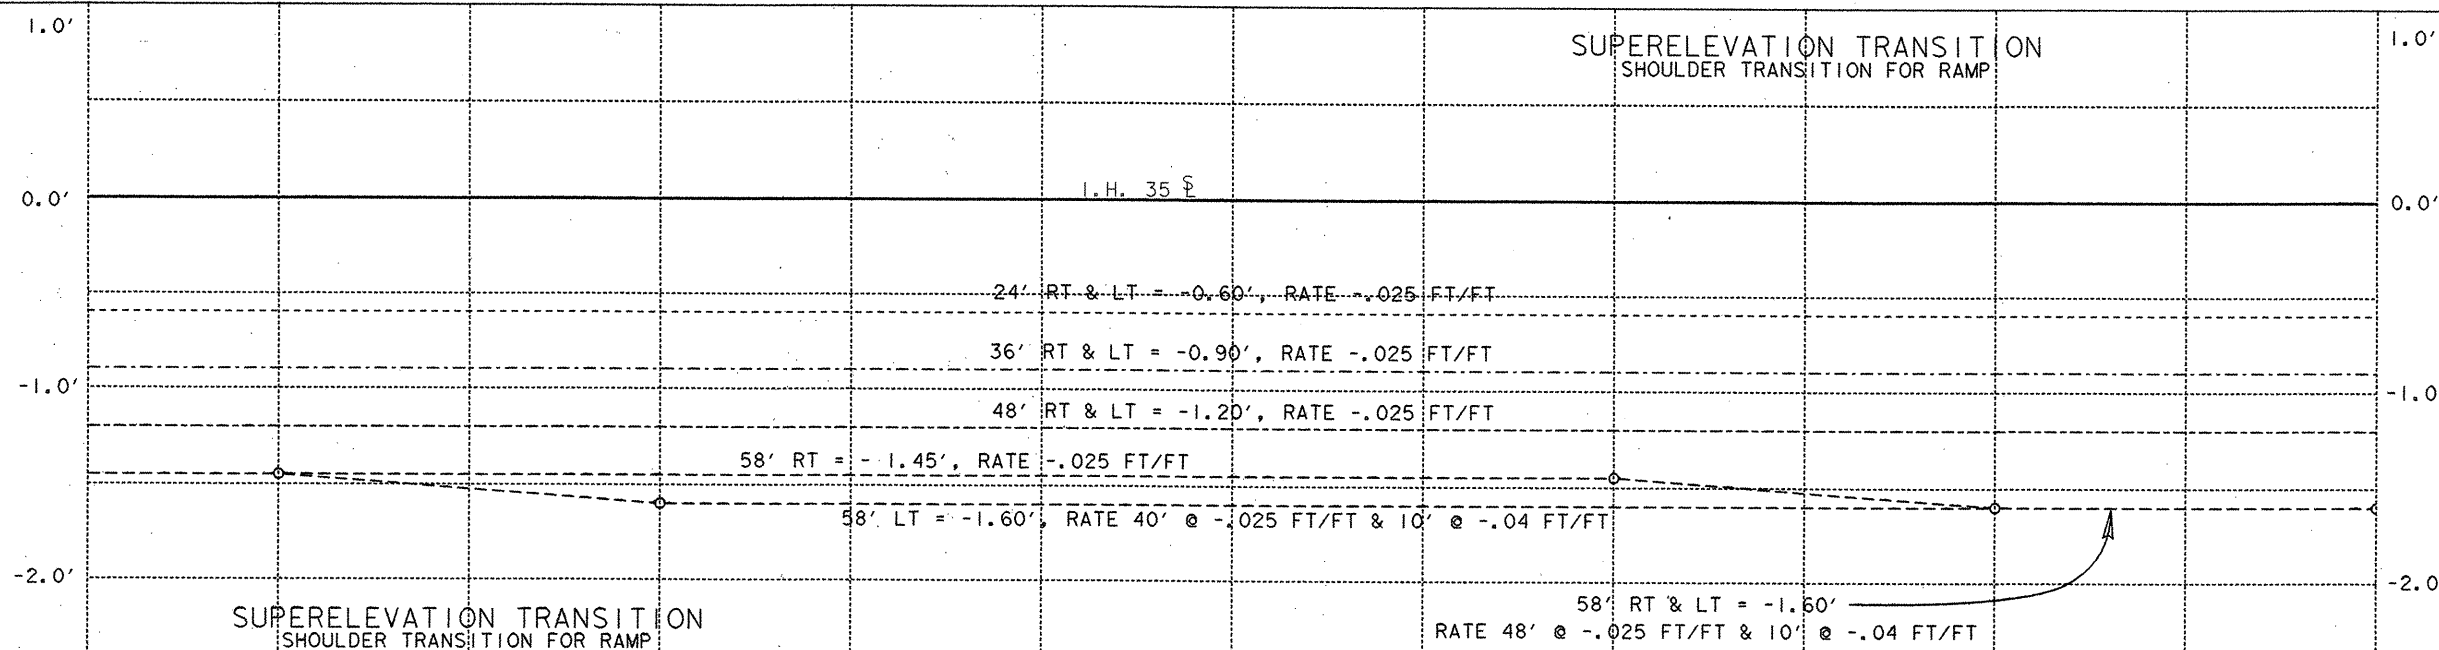 1.0'
SUPERELEVATION TRANSITION
SHOULDER TRANSITION FOR RAMP
1.0'
0.0'
I.H. 35 ℄
0.0'
24' RT & LT = -0.60', RATE -.025 FT/FT
36' RT & LT = -0.90', RATE -.025 FT/FT
-1.0'
-1.0
48' RT & LT = -1.20', RATE -.025 FT/FT
58' RT = - 1.45', RATE -.025 FT/FT
58' LT = -1.60', RATE 40' @ -.025 FT/FT & 10' @ -.04 FT/FT
-2.0'
-2.0
58' RT & LT = -1.60'
RATE 48' @ -.025 FT/FT & 10' @ -.04 FT/FT
SUPERELEVATION TRANSITION
SHOULDER TRANSITION FOR RAMP